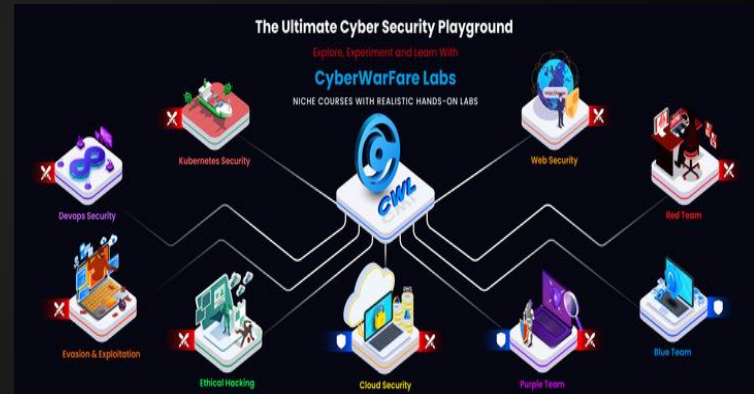 The Ultimate Cyber Security Playground
Explore, Experiment and Learn With
CyberWarFare Labs
NICHE COURSES WITH REALISTIC HANDS-ON LABS
Kubernetes Security
Web Security
CWL
Devops Security
Red Team
Evasion & Exploitation
Ethical Hacking
aws
Cloud Security
Purple Team
Blue Team